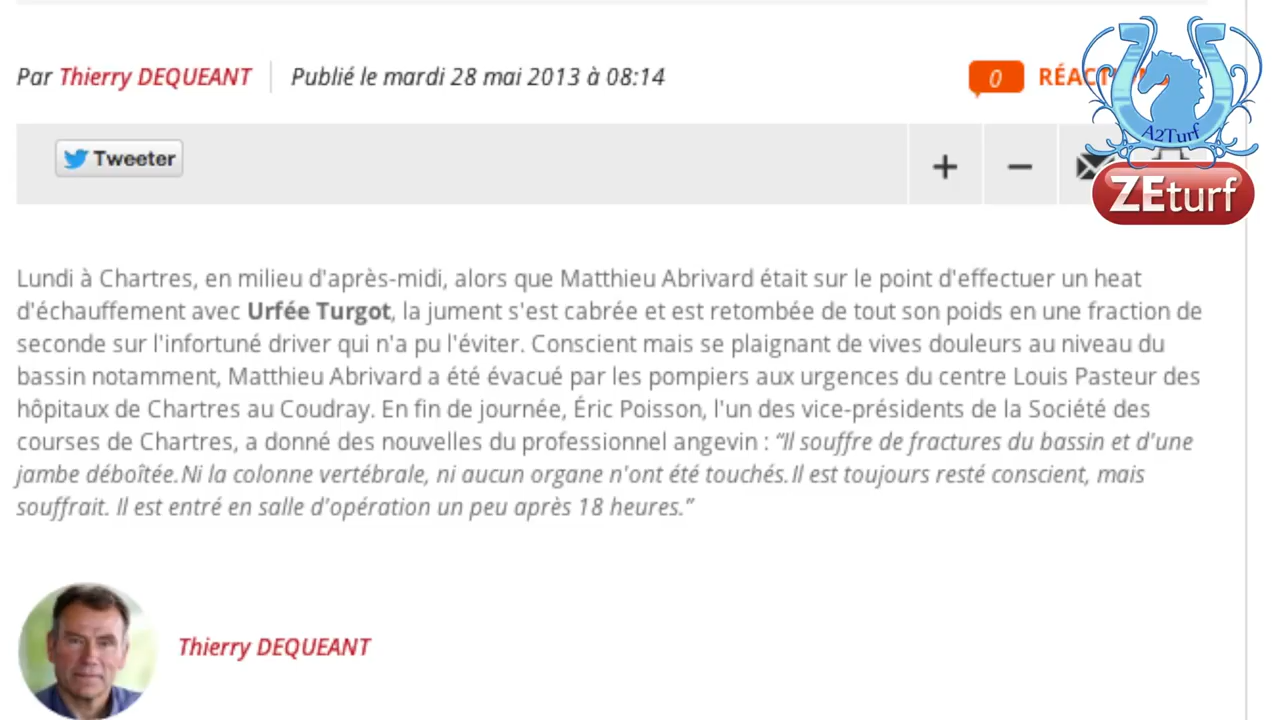 Par Thierry DEQUEANT Publié le mardi 28 mai 2013 à 08:14 0
A2Turf
Tweeter + −
ZEturf
Lundi à Chartres, en milieu d'après-midi, alors que Matthieu Abrivard était sur le point d'effectuer un heat
d'échauffement avec Urfée Turgot, la jument s'est cabrée et est retombée de tout son poids en une fraction de
seconde sur l'infortuné driver qui n'a pu l'éviter. Conscient mais se plaignant de vives douleurs au niveau du
bassin notamment, Matthieu Abrivard a été évacué par les pompiers aux urgences du centre Louis Pasteur des
hôpitaux de Chartres au Coudray. En fin de journée, Éric Poisson, l'un des vice-présidents de la Société des
courses de Chartres, a donné des nouvelles du professionnel angevin : “Il souffre de fractures du bassin et d'une
jambe déboîtée.Ni la colonne vertébrale, ni aucun organe n'ont été touchés.Il est toujours resté conscient, mais
souffrait. Il est entré en salle d'opération un peu après 18 heures.”
Thierry DEQUEANT